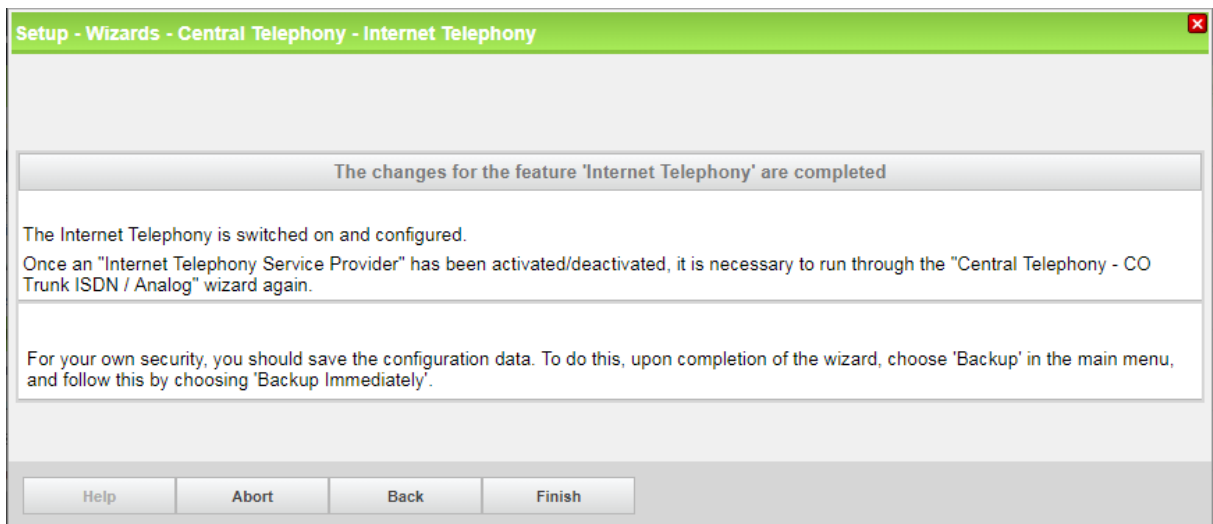 Setup - Wizards - Central Telephony - Internet Telephony
The changes for the feature 'Internet Telephony' are completed
The Internet Telephony is switched on and configured.
Once an "Internet Telephony Service Provider" has been activated/deactivated, it is necessary to run through the "Central Telephony - CO
Trunk ISDN / Analog" wizard again.
For your own security, you should save the configuration data. To do this, upon completion of the wizard, choose 'Backup' in the main menu,
and follow this by choosing 'Backup Immediately'.
Help Abort Back Finish